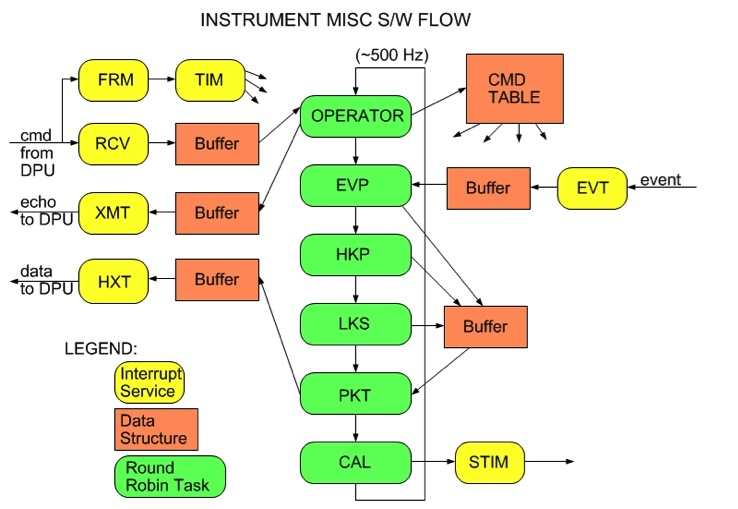 INSTRUMENT MISC S/W FLOW
(~500 Hz)
FRM
TIM
CMD
TABLE
OPERATOR
cmd
from
DPU
RCV
Buffer
EVP
Buffer
EVT
event
echo
to DPU
XMT
Buffer
HKP
data
to DPU
HXT
Buffer
LKS
Buffer
LEGEND:
Interrupt
Service
PKT
Data
Structure
Round
Robin Task
CAL
STIM